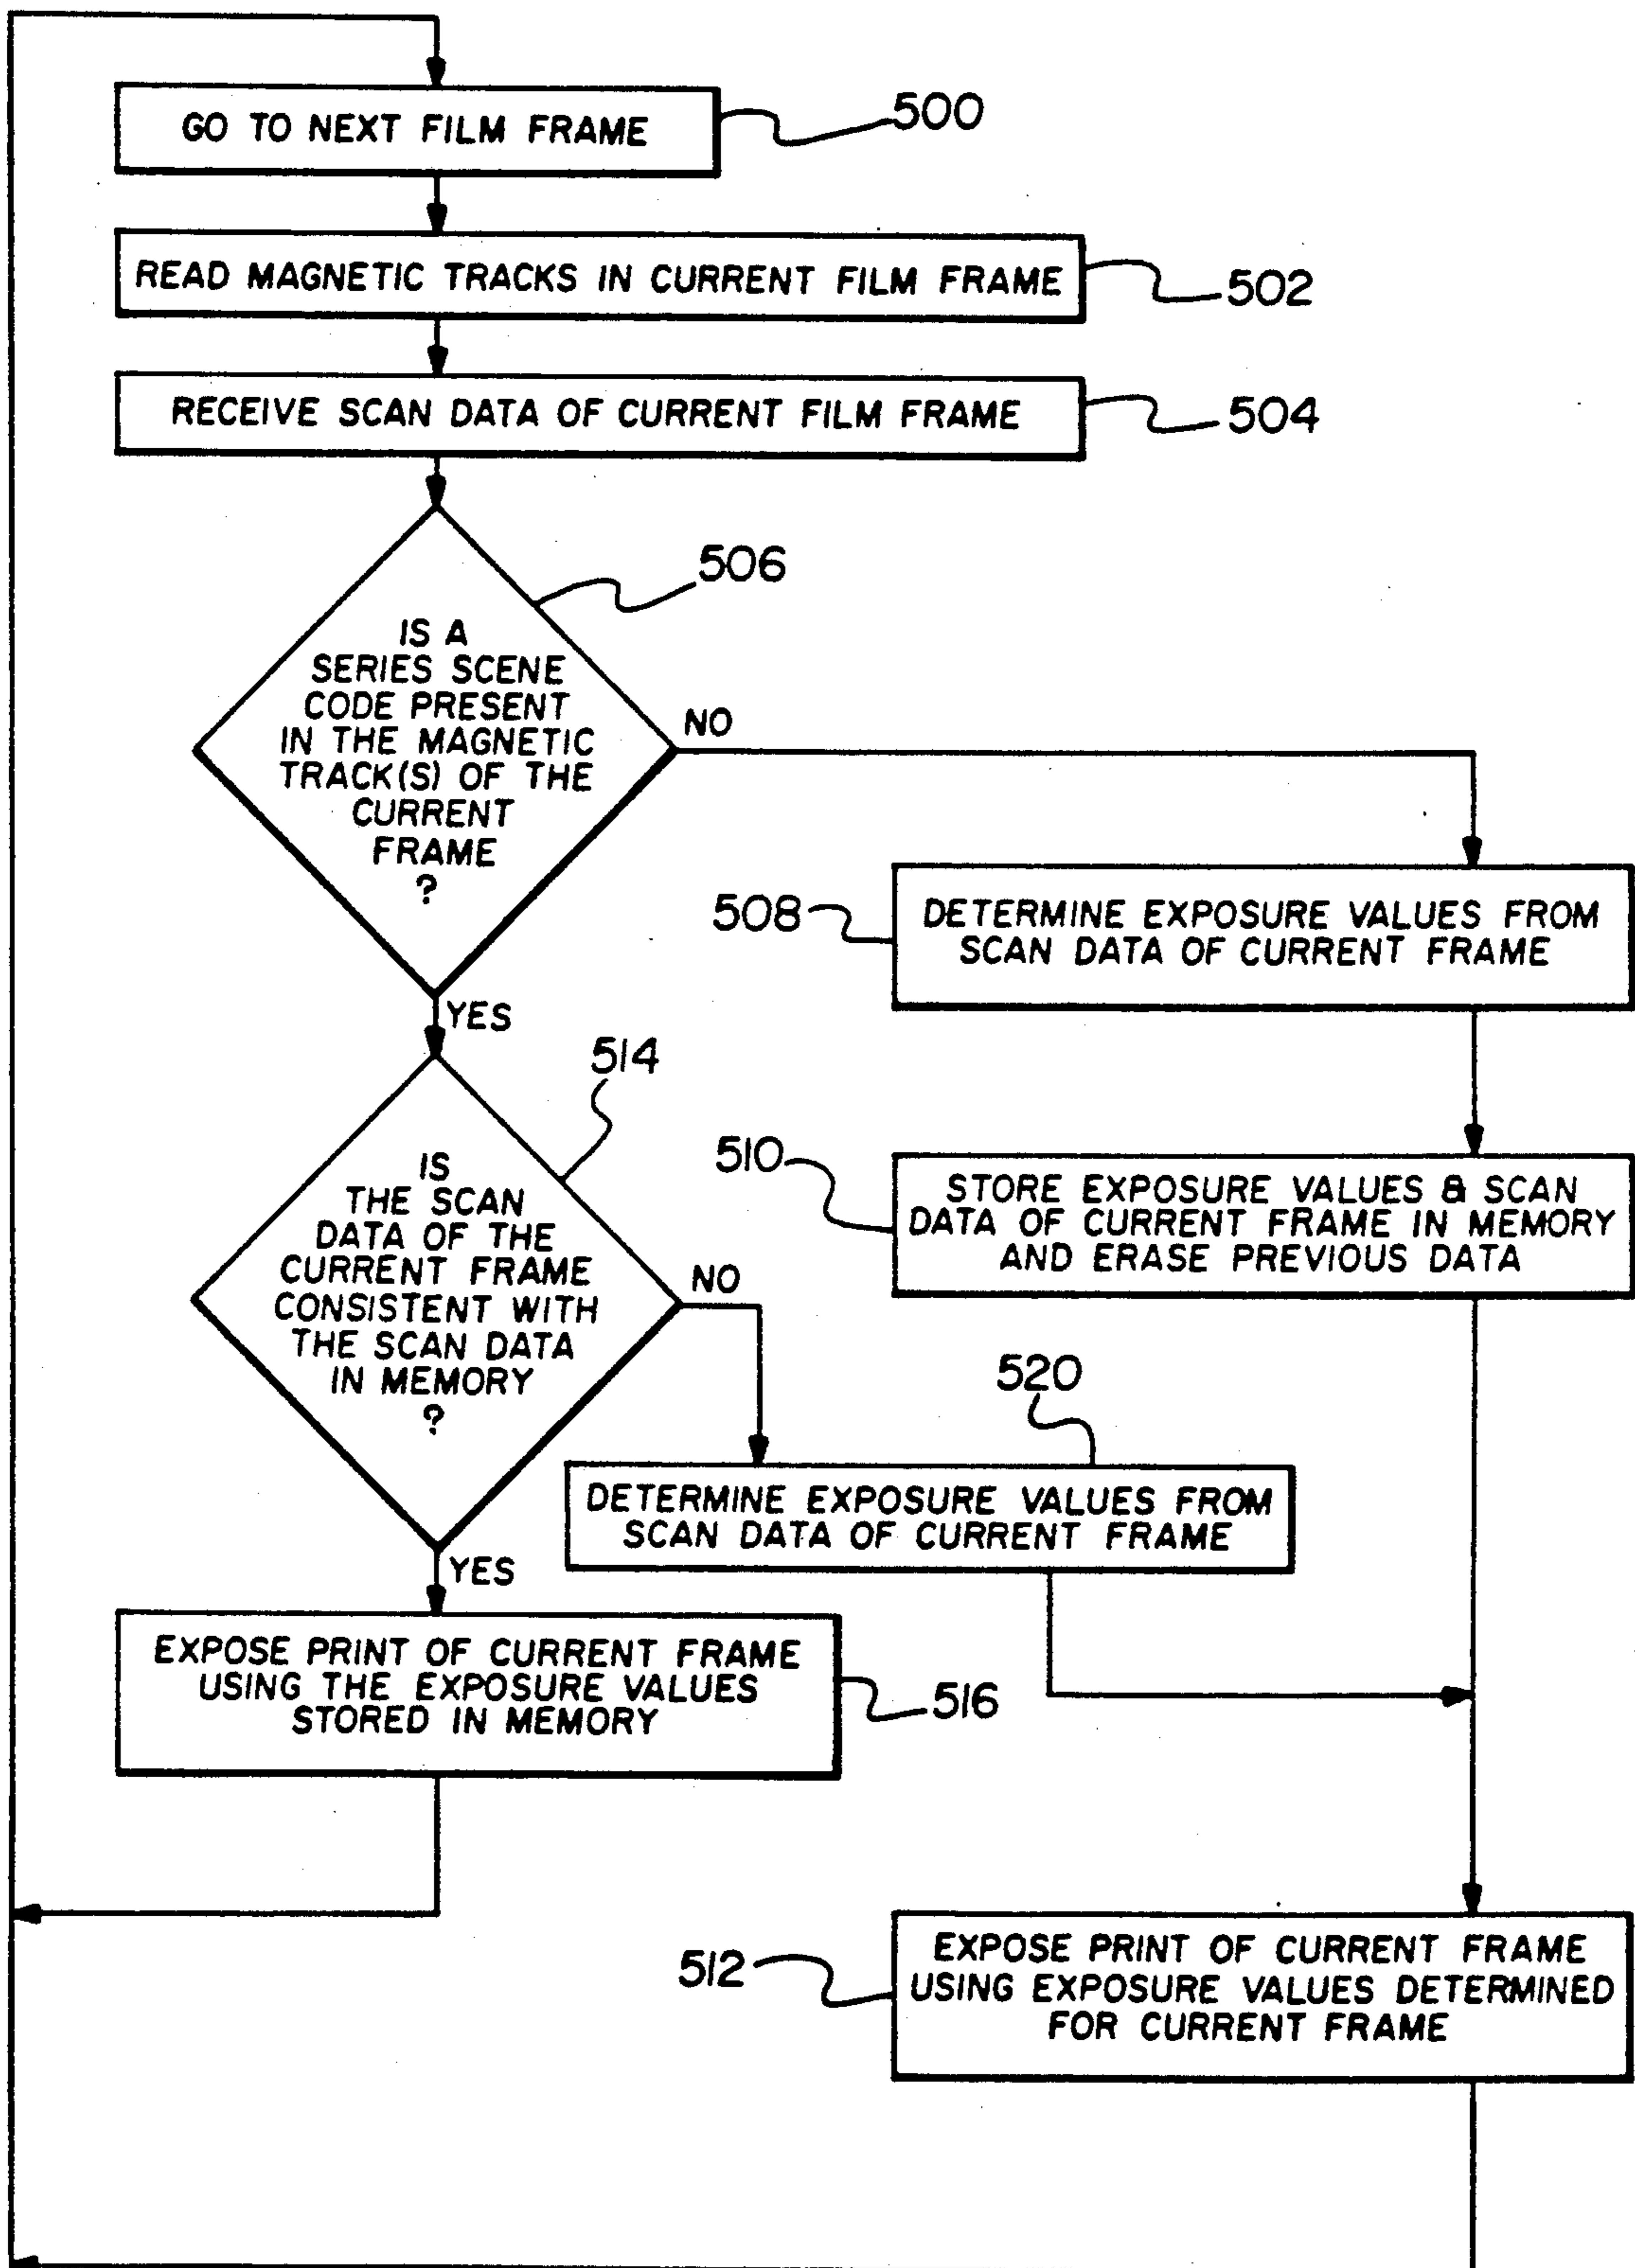 GO TO NEXT FILM FRAME
500
READ MAGNETIC TRACKS IN CURRENT FILM FRAME
502
RECEIVE SCAN DATA OF CURRENT FILM FRAME
504
506
IS A
SERIES SCENE
CODE PRESENT
IN THE MAGNETIC
TRACK(S) OF THE
CURRENT
FRAME
?
NO
YES
508
DETERMINE EXPOSURE VALUES FROM
SCAN DATA OF CURRENT FRAME
510
STORE EXPOSURE VALUES & SCAN
DATA OF CURRENT FRAME IN MEMORY
AND ERASE PREVIOUS DATA
514
IS
THE SCAN
DATA OF THE
CURRENT FRAME
CONSISTENT WITH
THE SCAN DATA
IN MEMORY
?
NO
YES
520
DETERMINE EXPOSURE VALUES FROM
SCAN DATA OF CURRENT FRAME
EXPOSE PRINT OF CURRENT FRAME
USING THE EXPOSURE VALUES
STORED IN MEMORY
516
512
EXPOSE PRINT OF CURRENT FRAME
USING EXPOSURE VALUES DETERMINED
FOR CURRENT FRAME